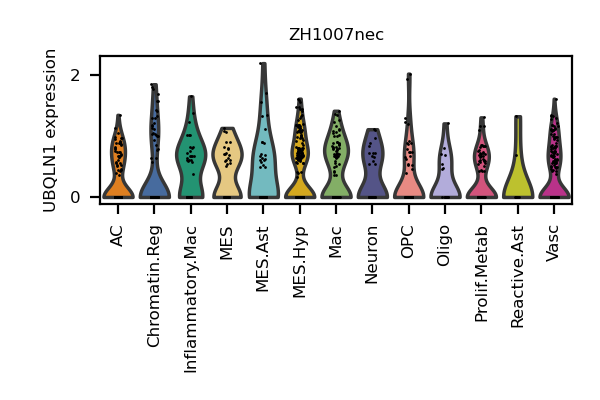 ZH1007nec
UBQLN1 expression
2
0
AC
Chromatin.Reg
Inflammatory.Mac
MES
MES.Ast
MES.Hyp
Mac
Neuron
OPC
Oligo
Prolif.Metab
Reactive.Ast
Vasc